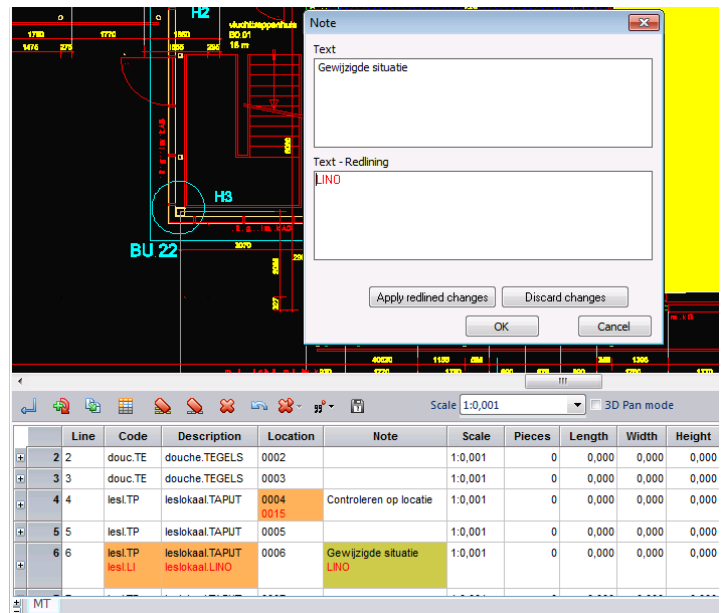 H2
1780
1770
1860
vluchttrappenhuis
B0.01
16 m
1475
275
H3
BU.22
2070
Note
Text
Gewijzigde situatie
Text - Redlining
LINO
Apply redlined changes Discard changes
OK Cancel
Scale 1:0,001 3D Pan mode
Line Code Description Location Note Scale Pieces Length Width Height
2 2 douc.TE douche.TEGELS 0002 1:0,001 0 0,000 0,000 0,000
3 3 douc.TE douche.TEGELS 0003 1:0,001 0 0,000 0,000 0,000
4 4 lesl.TP leslokaal.TAPIJT 0004 Controleren op locatie 1:0,001 0 0,000 0,000 0,000
0015
5 5 lesl.TP leslokaal.TAPIJT 0005 1:0,001 0 0,000 0,000 0,000
6 6 lesl.TP leslokaal.TAPIJT 0006 Gewijzigde situatie 1:0,001 0 0,000 0,000 0,000
lesl.LI leslokaal.LINO LINO
MT